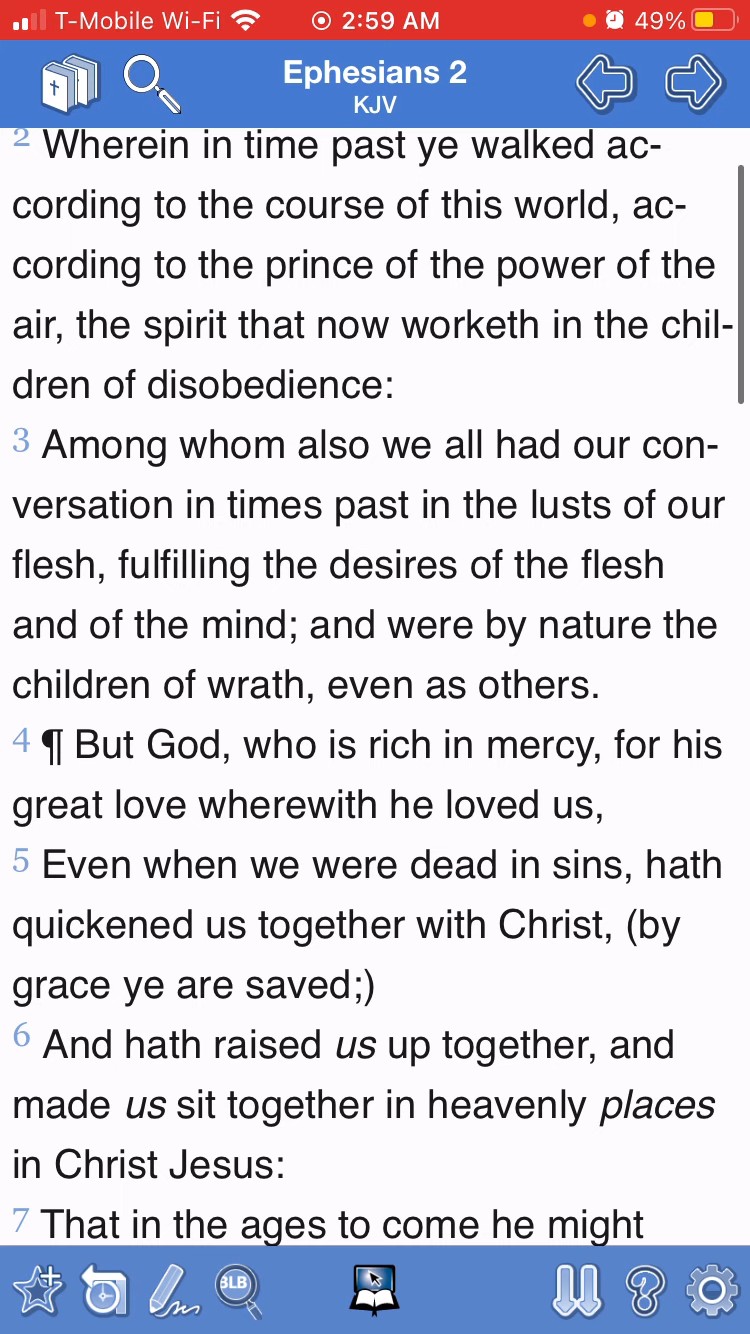 T-Mobile Wi-Fi 2:59 AM 49%
Ephesians 2
KJV
2 Wherein in time past ye walked ac-
cording to the course of this world, ac-
cording to the prince of the power of the
air, the spirit that now worketh in the chil-
dren of disobedience:
3 Among whom also we all had our con-
versation in times past in the lusts of our
flesh, fulfilling the desires of the flesh
and of the mind; and were by nature the
children of wrath, even as others.
4 ¶ But God, who is rich in mercy, for his
great love wherewith he loved us,
5 Even when we were dead in sins, hath
quickened us together with Christ, (by
grace ye are saved;)
6 And hath raised us up together, and
made us sit together in heavenly places
in Christ Jesus:
7 That in the ages to come he might
BLB